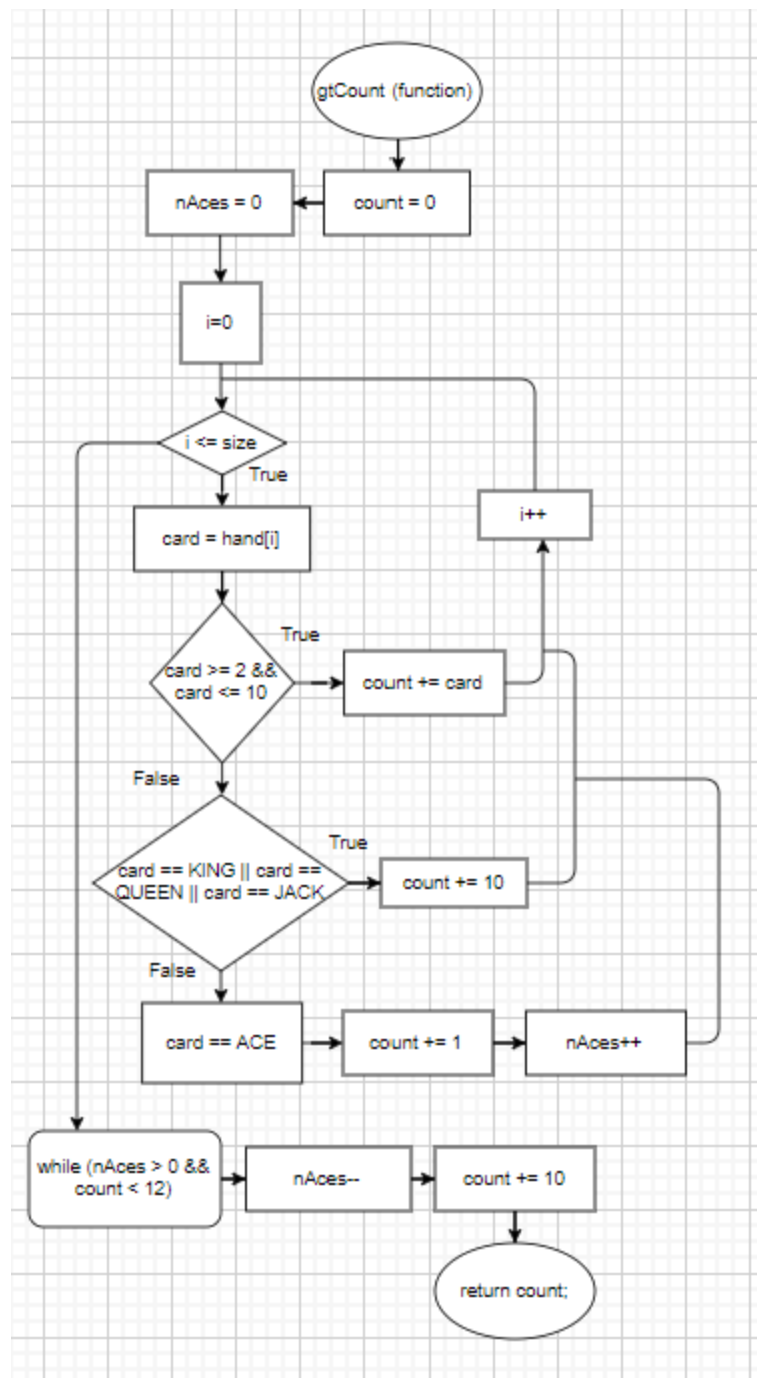 gtCount (function)
count = 0
nAces = 0
i=0
i <= size
True
card = hand[i]
i++
card >= 2 &&
card <= 10
True
count += card
False
card == KING || card ==
QUEEN || card == JACK
True
count += 10
False
card == ACE
count += 1
nAces++
while (nAces > 0 &&
count < 12)
nAces--
count += 10
return count;